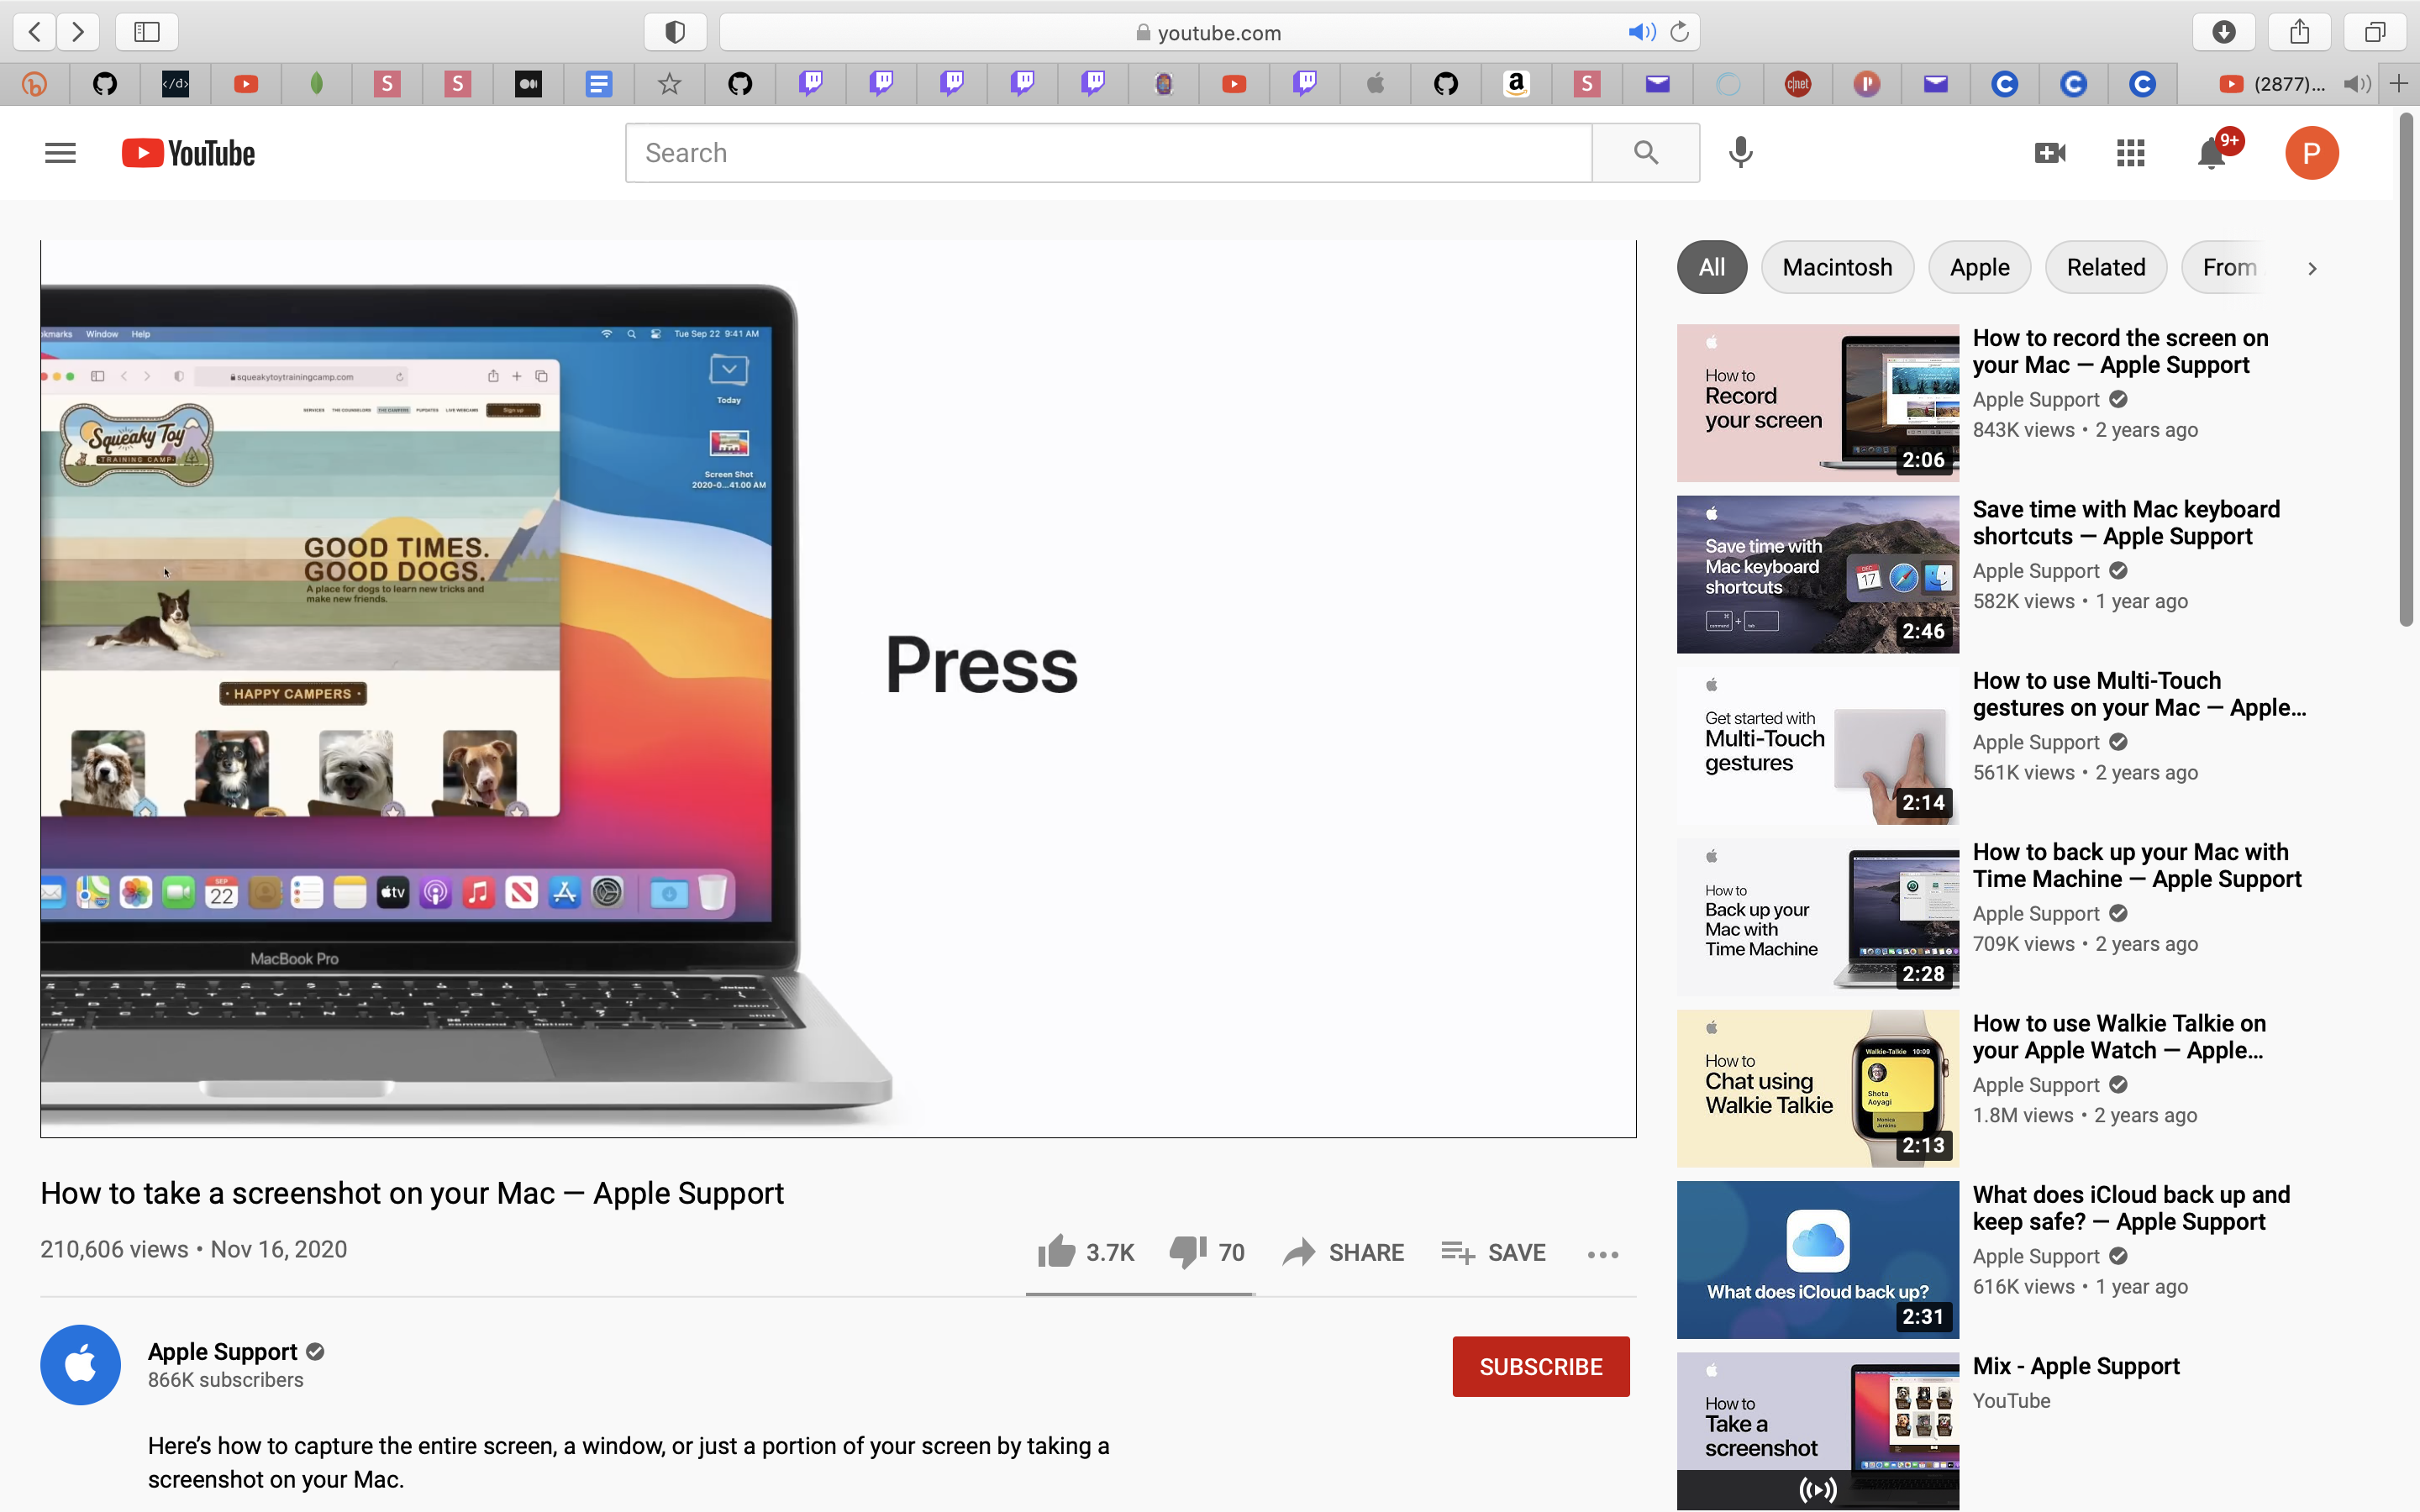 youtube.com
(2877)...
YouTube
Search
9+
P
All
Macintosh
Apple
Related
From
Window
Help
Tue Sep 22 9:41 AM
squeakytoytrainingcamp.com
Today
Screen Shot
2020-0...41.00 AM
Sign up
Squeaky Toy
TRAINING CAMP
GOOD TIMES.
GOOD DOGS.
A place for dogs to learn new tricks and
make new friends.
· HAPPY CAMPERS ·
SEP
22
tv
MacBook Pro
Press
How to take a screenshot on your Mac — Apple Support
210,606 views • Nov 16, 2020
3.7K
70
SHARE
SAVE
Apple Support
866K subscribers
SUBSCRIBE
Here’s how to capture the entire screen, a window, or just a portion of your screen by taking a
screenshot on your Mac.
How to
Record
your screen
2:06
How to record the screen on
your Mac — Apple Support
Apple Support
843K views • 2 years ago
Save time with
Mac keyboard
shortcuts
2:46
Save time with Mac keyboard
shortcuts — Apple Support
Apple Support
582K views • 1 year ago
Get started with
Multi-Touch
gestures
2:14
How to use Multi-Touch
gestures on your Mac — Apple...
Apple Support
561K views • 2 years ago
How to
Back up your
Mac with
Time Machine
2:28
How to back up your Mac with
Time Machine — Apple Support
Apple Support
709K views • 2 years ago
How to
Chat using
Walkie Talkie
Walkie-Talkie 10:09
Shota
Aoyagi
Monica
Jenkins
2:13
How to use Walkie Talkie on
your Apple Watch — Apple...
Apple Support
1.8M views • 2 years ago
What does iCloud back up?
2:31
What does iCloud back up and
keep safe? — Apple Support
Apple Support
616K views • 1 year ago
How to
Take a
screenshot
Mix - Apple Support
YouTube